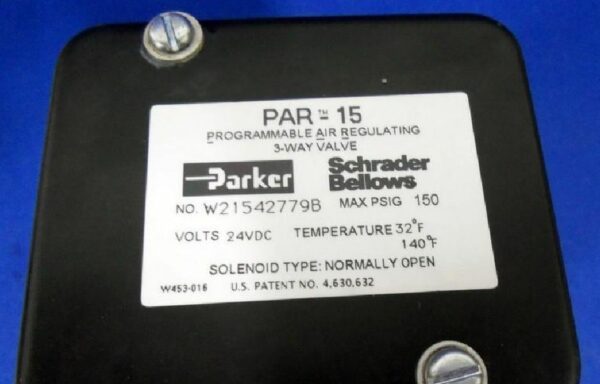 PAR™-15
PROGRAMMABLE AIR REGULATING
3-WAY VALVE
Parker Schrader Bellows
NO. W21542779B MAX PSIG 150
VOLTS 24VDC TEMPERATURE 32°F
140°F
SOLENOID TYPE: NORMALLY OPEN
W453-016 U.S. PATENT NO. 4,630,632